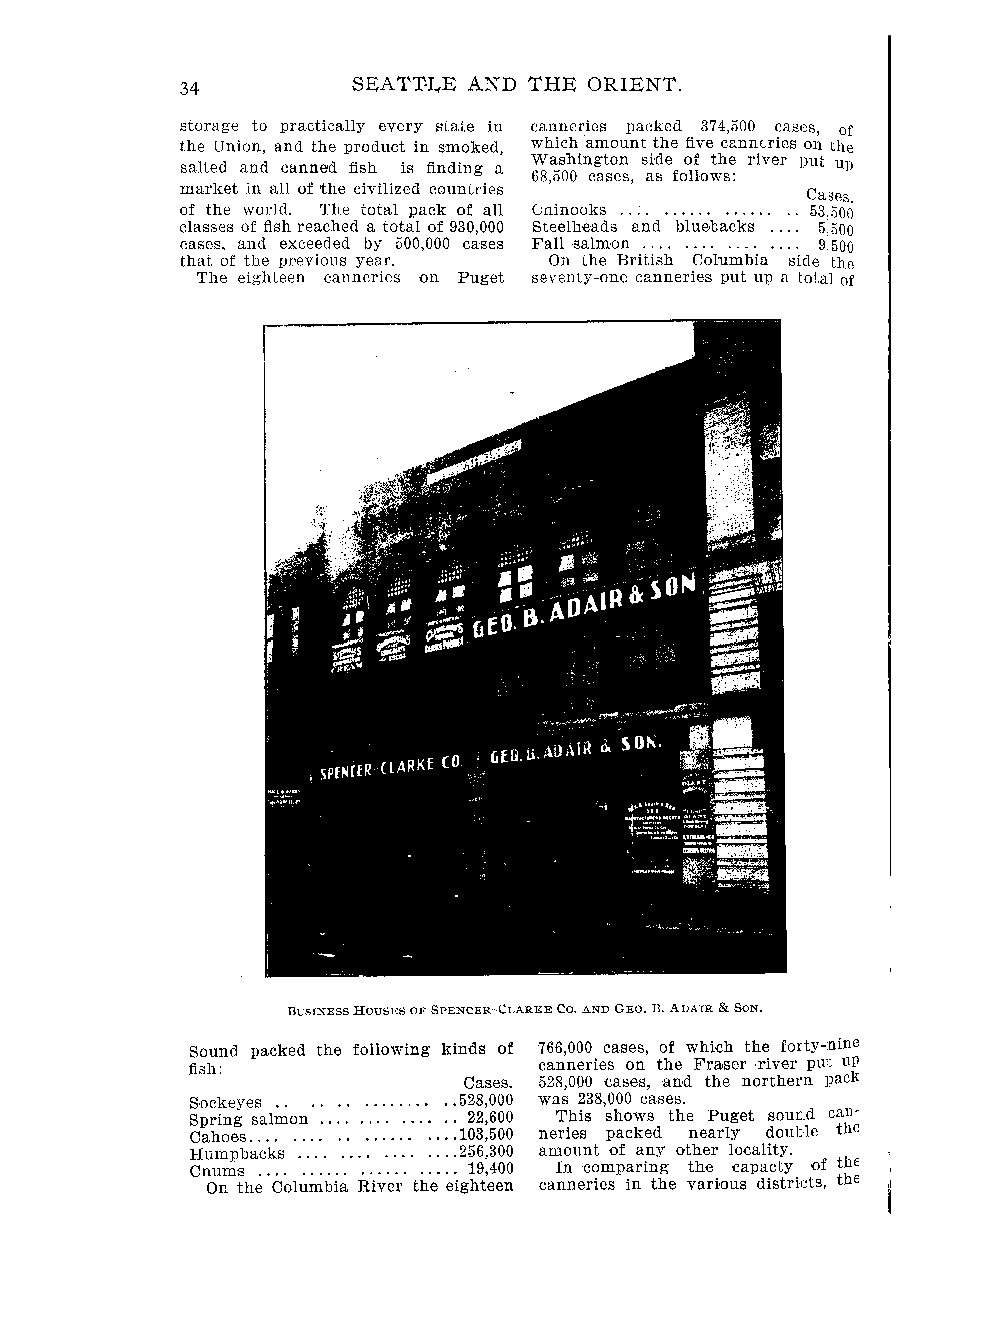 34
SEATTLE AND THE ORIENT.
storage to practically every state in
the Union, and the product in smoked,
salted and canned fish is finding a
market in all of the civilized countries
of the world. The total pack of all
classes of fish reached a total of 930,000
cases, and exceeded by 500,000 cases
that of the previous year.
The eighteen canneries on Puget
Sound packed the following kinds of
fish:
Cases.
Sockeyes .. .. .. ......... ..528,000
Spring salmon .... .... .... .. 22,600
Cahoes.... .... .. ...... ....103,500
Humpbacks .... .... .... ....256,300
Cnums .... ...... ...... ..... 19,400
On the Columbia River the eighteen
canneries packed 374,500 cases, of
which amount the five canneries on the
Washington side of the river put up
68,500 cases, as follows:
Cases.
Cninooks .... ...... ...... .. 53,500
Steelheads and bluebacks .... 5,500
Fall salmon .... .... .... .... 9,500
On the British Columbia side the
seventy-one canneries put up a total of
766,000 cases, of which the forty-nine
canneries on the Fraser river put up
528,000 cases, and the northern pack
was 238,000 cases.
This shows the Puget sound can-
neries packed nearly double the
amount of any other locality.
In comparing the capacty of the
canneries in the various districts, the
GEO. B. ADAIR & SON
SPENCER-CLARKE CO.
GEO. B. ADAIR & SON.
BUSINESS HOUSES OF SPENCER-CLARKE CO. AND GEO. B. ADAIR & SON.